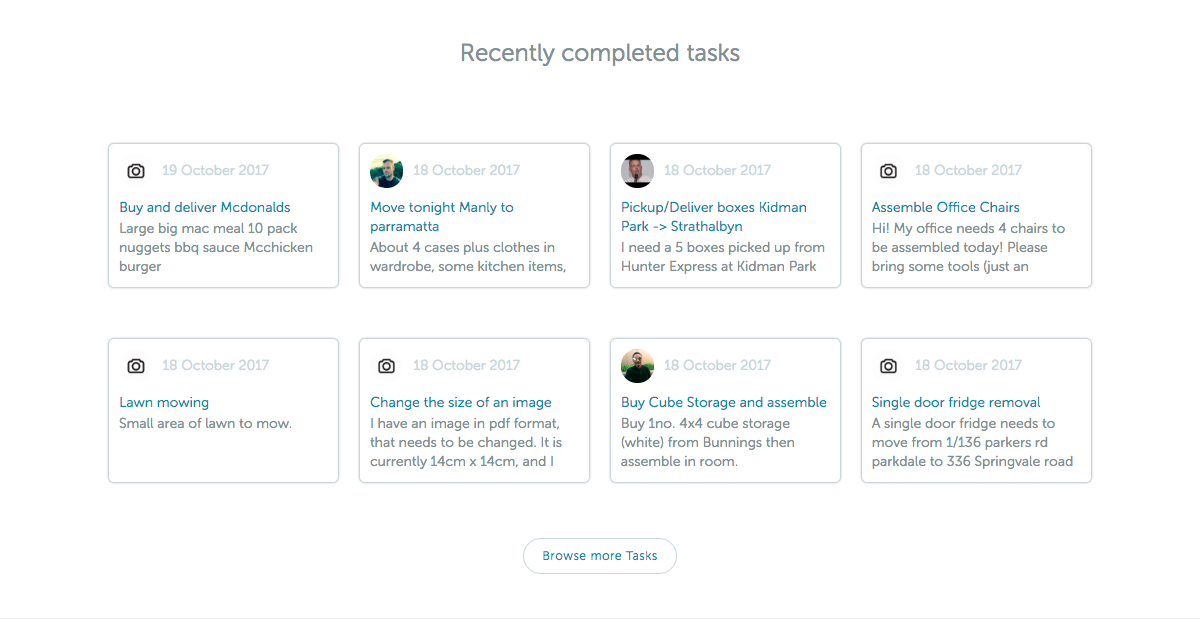 Recently completed tasks
19 October 2017
Buy and deliver Mcdonalds
Large big mac meal 10 pack
nuggets bbq sauce Mcchicken
burger
18 October 2017
Move tonight Manly to
parramatta
About 4 cases plus clothes in
wardrobe, some kitchen items,
18 October 2017
Pickup/Deliver boxes Kidman
Park -> Strathalbyn
I need a 5 boxes picked up from
Hunter Express at Kidman Park
18 October 2017
Assemble Office Chairs
Hi! My office needs 4 chairs to
be assembled today! Please
bring some tools (just an
18 October 2017
Lawn mowing
Small area of lawn to mow.
18 October 2017
Change the size of an image
I have an image in pdf format,
that needs to be changed. It is
currently 14cm x 14cm, and I
18 October 2017
Buy Cube Storage and assemble
Buy 1no. 4x4 cube storage
(white) from Bunnings then
assemble in room.
18 October 2017
Single door fridge removal
A single door fridge needs to
move from 1/136 parkers rd
parkdale to 336 Springvale road
Browse more Tasks